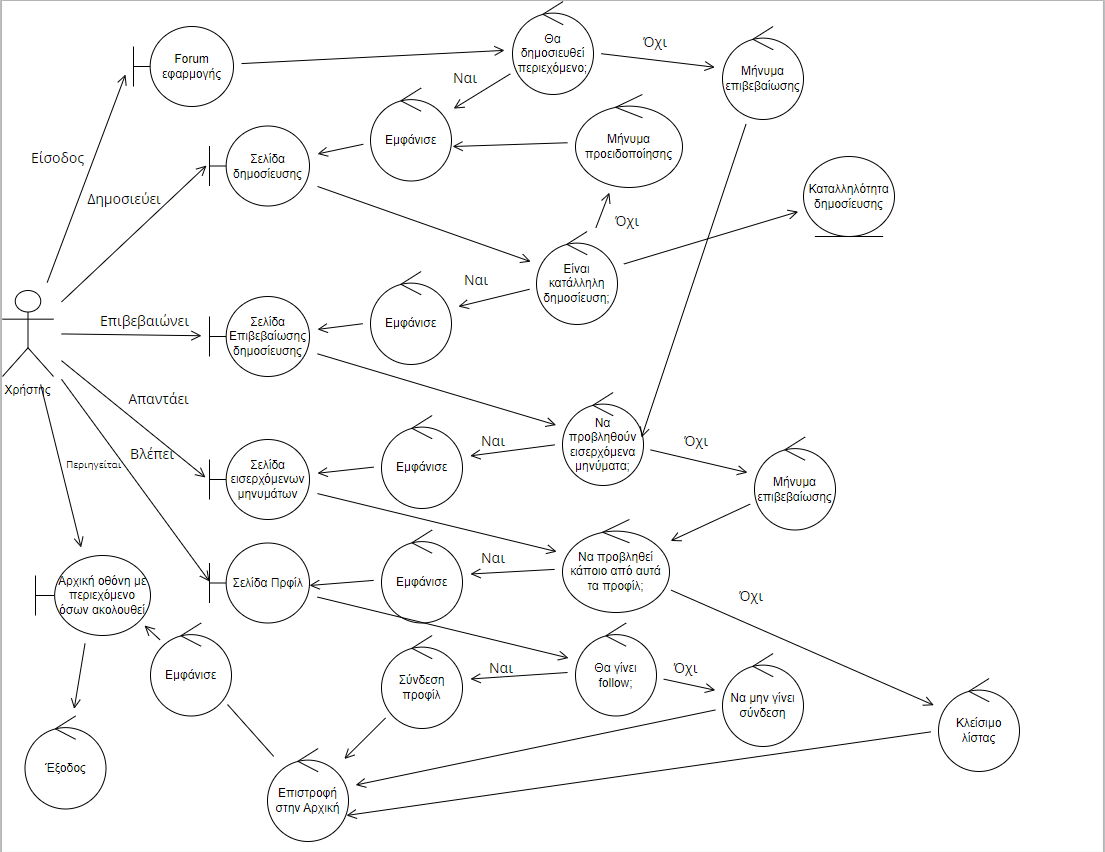 Forum
εφαρμογής
Θα
δημοσιευθεί
περιεχόμενο;
Όχι
Μήνυμα
επιβεβαίωσης
Ναι
Εμφάνισε
Μήνυμα
προειδοποίησης
Είσοδος
Σελίδα
δημοσίευσης
Δημοσιεύει
Καταλληλότητα
δημοσίευσης
Όχι
Είναι
κατάλληλη
δημοσίευση;
Ναι
Εμφάνισε
Επιβεβαιώνει
Σελίδα
Επιβεβαίωσης
δημοσίευσης
Χρήστης
Απαντάει
Να
προβληθούν
εισερχόμενα
μηνύματα;
Ναι
Όχι
Βλέπει
Περιηγείται
Σελίδα
εισερχόμενων
μηνυμάτων
Εμφάνισε
Μήνυμα
επιβεβαίωσης
Αρχική οθόνη με
περιεχόμενο
όσων ακολουθεί
Σελίδα Πρφίλ
Εμφάνισε
Ναι
Να προβληθεί
κάποιο από αυτά
τα προφίλ;
Όχι
Εμφάνισε
Σύνδεση
προφίλ
Ναι
Θα γίνει
follow;
Όχι
Να μην γίνει
σύνδεση
Κλείσιμο
λίστας
Έξοδος
Επιστροφή
στην Αρχική